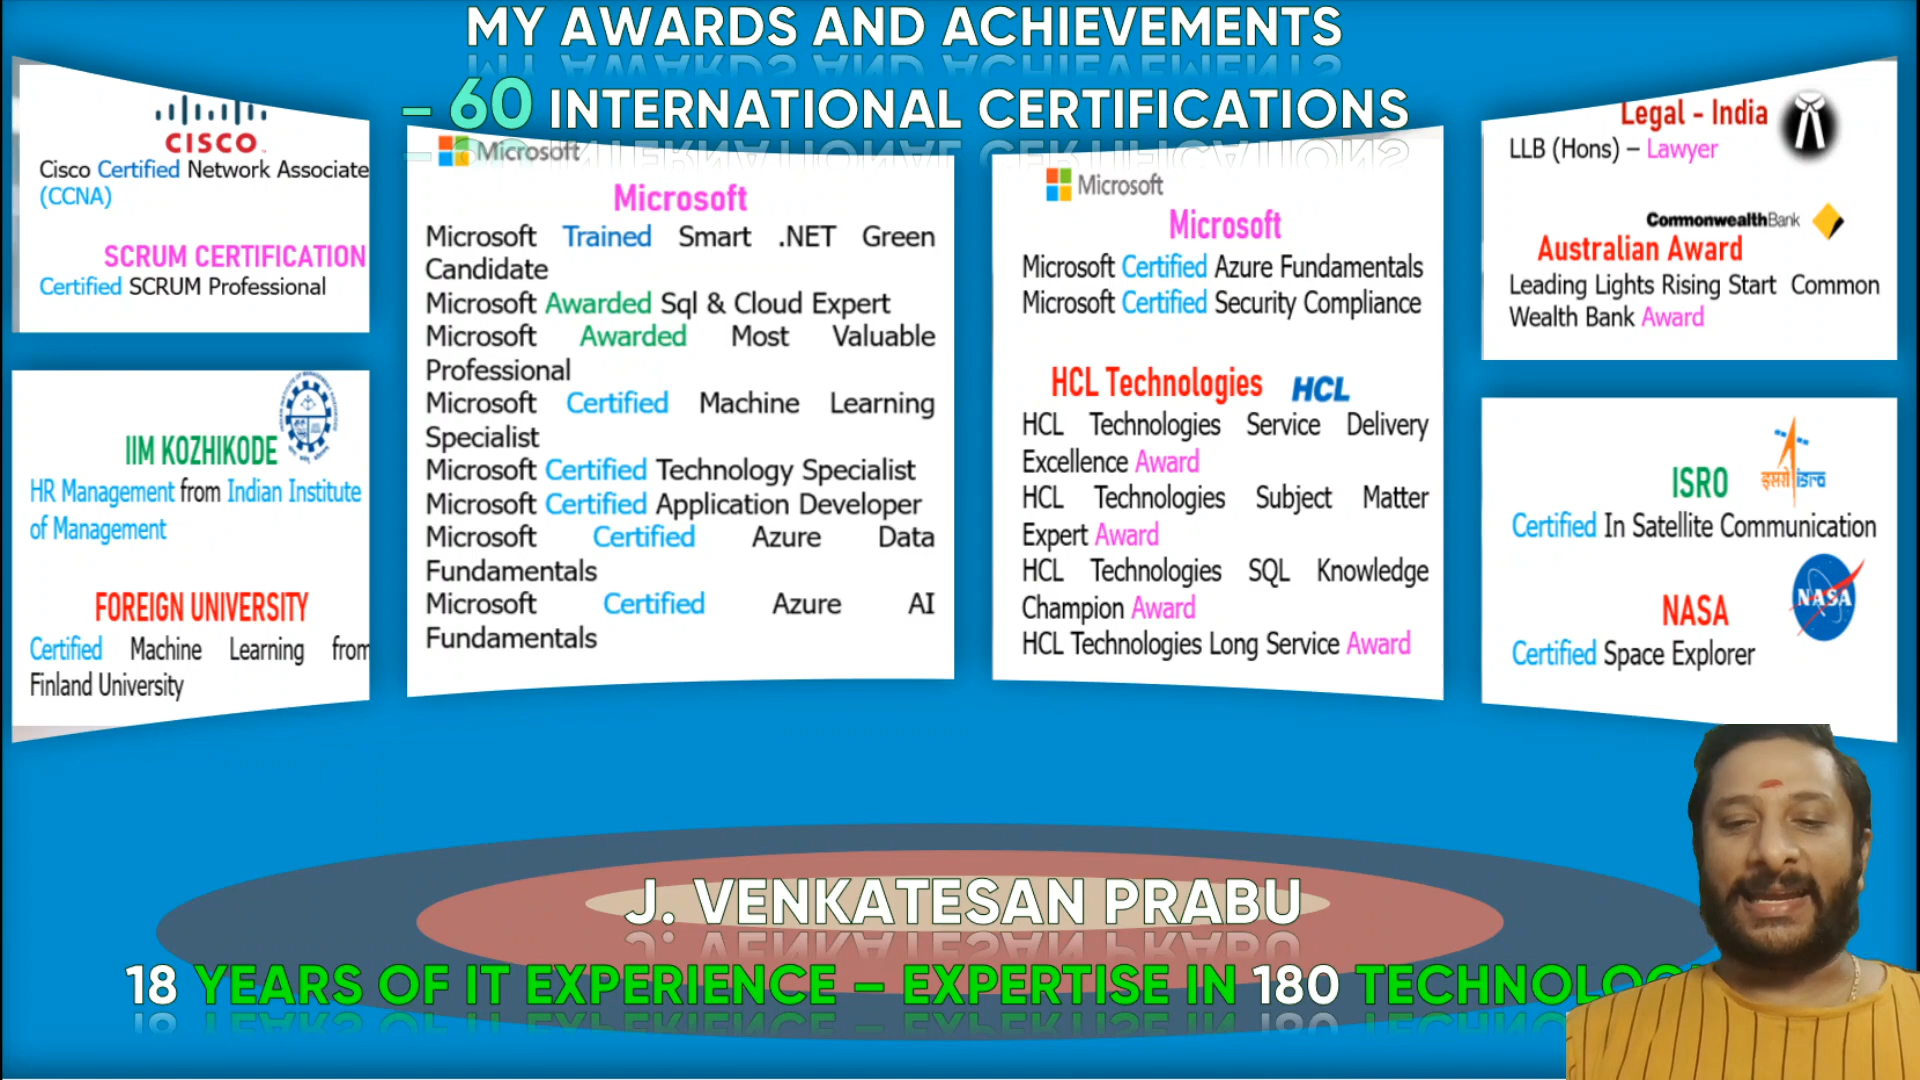 MY AWARDS AND ACHIEVEMENTS
– 60 INTERNATIONAL CERTIFICATIONS
CISCO
Cisco Certified Network Associate
(CCNA)
SCRUM CERTIFICATION
Certified SCRUM Professional
IIM KOZHIKODE
HR Management from Indian Institute
of Management
FOREIGN UNIVERSITY
Certified Machine Learning from
Finland University
Microsoft
Microsoft
Microsoft Trained Smart .NET Green
Candidate
Microsoft Awarded Sql & Cloud Expert
Microsoft Awarded Most Valuable
Professional
Microsoft Certified Machine Learning
Specialist
Microsoft Certified Technology Specialist
Microsoft Certified Application Developer
Microsoft Certified Azure Data
Fundamentals
Microsoft Certified Azure AI
Fundamentals
Microsoft
Microsoft
Microsoft Certified Azure Fundamentals
Microsoft Certified Security Compliance
HCL Technologies HCL
HCL Technologies Service Delivery
Excellence Award
HCL Technologies Subject Matter
Expert Award
HCL Technologies SQL Knowledge
Champion Award
HCL Technologies Long Service Award
Legal - India
LLB (Hons) – Lawyer
CommonwealthBank
Australian Award
Leading Lights Rising Start Common
Wealth Bank Award
इसरो isro
ISRO
Certified In Satellite Communication
NASA
NASA
Certified Space Explorer
J. VENKATESAN PRABU
18 YEARS OF IT EXPERIENCE – EXPERTISE IN 180 TECHNOLO